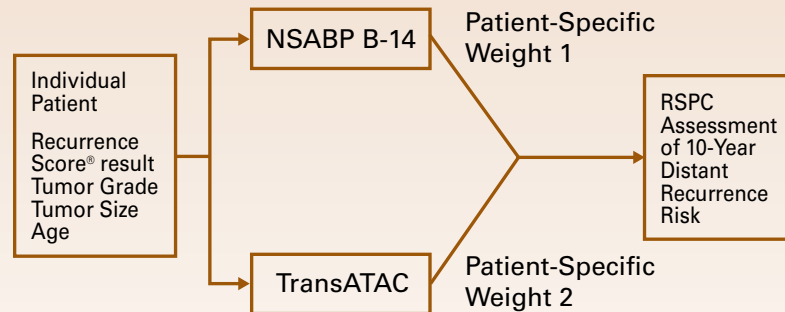 Individual
Patient
Recurrence
Score® result
Tumor Grade
Tumor Size
Age
NSABP B-14
Patient-Specific
Weight 1
TransATAC
Patient-Specific
Weight 2
RSPC
Assessment
of 10-Year
Distant
Recurrence
Risk